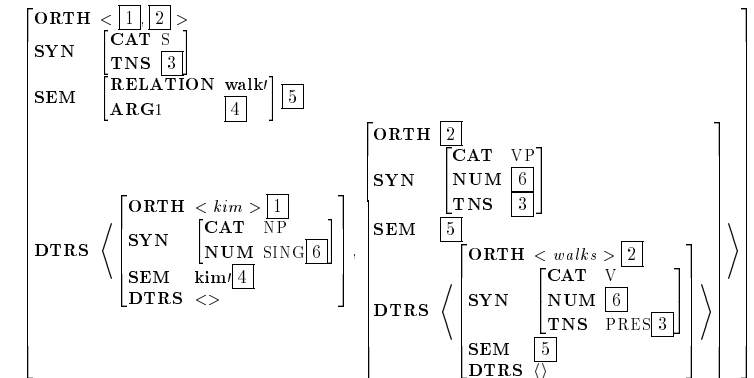 ORTH < 1 , 2 >
SYN [CAT S
TNS 3]
SEM [RELATION walk′
ARG1 4] 5
DTRS ⟨ [ORTH < kim > 1
SYN [CAT NP
NUM SING 6]
SEM kim′ 4
DTRS <>] ,
[ORTH 2
SYN [CAT VP
NUM 6
TNS 3]
SEM 5
DTRS ⟨ [ORTH < walks > 2
SYN [CAT V
NUM 6
TNS PRES 3]
SEM 5
DTRS ⟨⟩] ⟩] ⟩